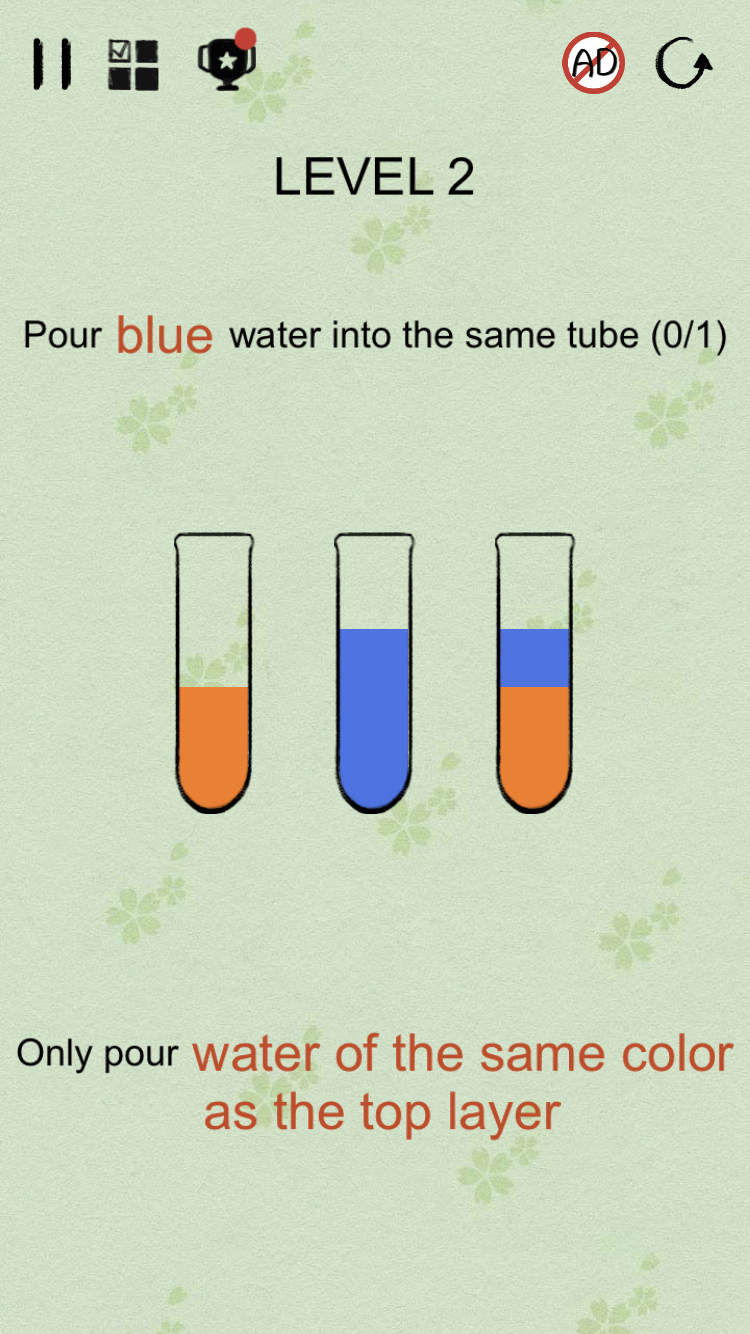 AD
LEVEL 2
Pour blue water into the same tube (0/1)
Only pour water of the same color
as the top layer